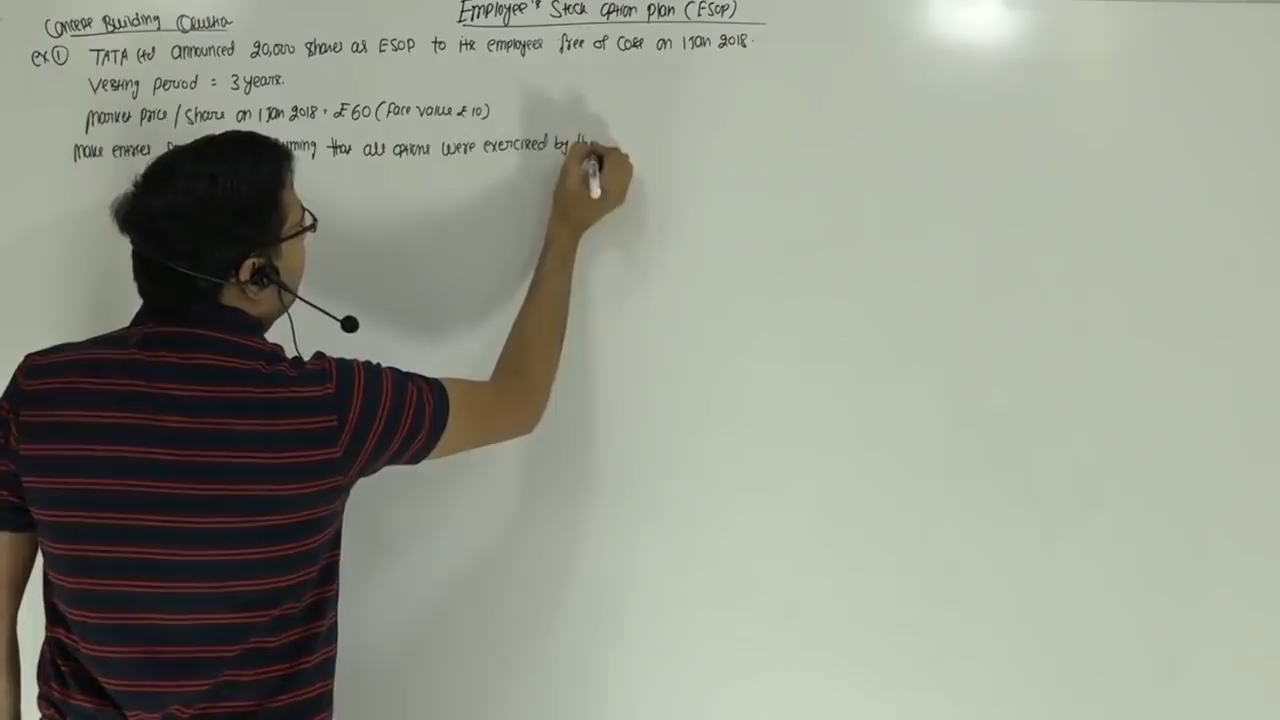 Employee's Stock option plan (ESOP)
Concept Building Question
ex ① TATA Ltd announced 20,000 shares as ESOP to its employees free of cost on 1 Jan 2018.
Vesting period = 3 years.
Market price / share on 1 Jan 2018 = ₹60 (face value ₹10)
Make entries that all options were exercised by